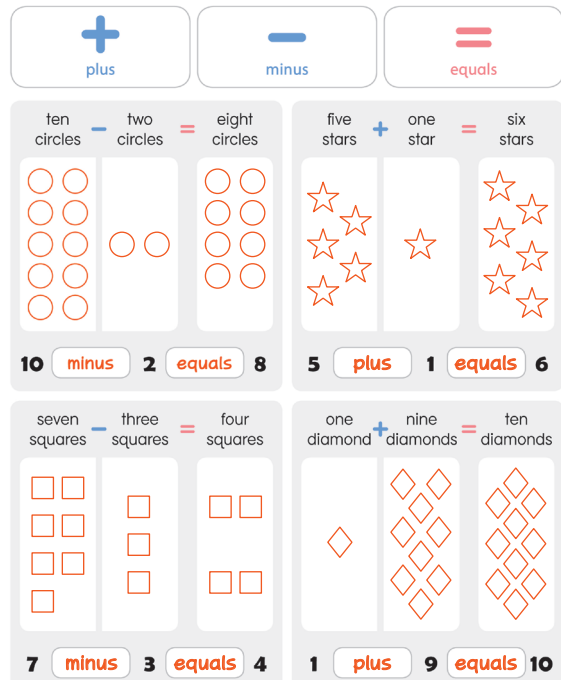 + − =
plus minus equals
ten − two = eight
circles circles circles
five + one = six
stars star stars
10 minus 2 equals 8
5 plus 1 equals 6
seven − three = four
squares squares squares
one + nine = ten
diamond diamonds diamonds
7 minus 3 equals 4
1 plus 9 equals 10